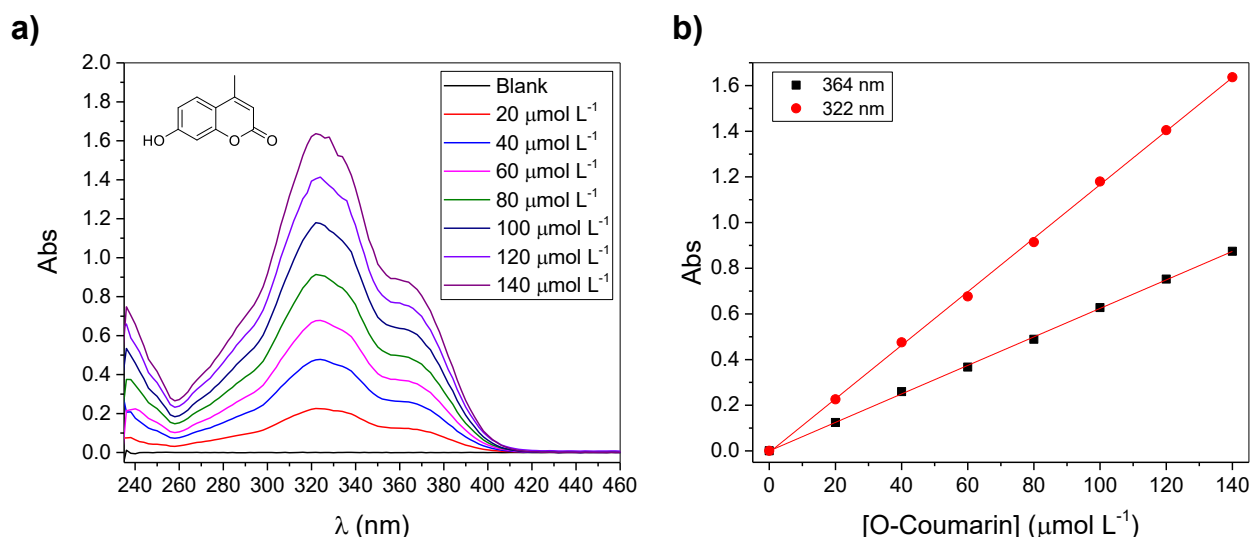 a)
Abs
2.0
1.8
1.6
1.4
1.2
1.0
0.8
0.6
0.4
0.2
0.0
240 260 280 300 320 340 360 380 400 420 440 460
λ (nm)
HO O O
Blank
20 μmol L⁻¹
40 μmol L⁻¹
60 μmol L⁻¹
80 μmol L⁻¹
100 μmol L⁻¹
120 μmol L⁻¹
140 μmol L⁻¹
b)
Abs
1.6
1.4
1.2
1.0
0.8
0.6
0.4
0.2
0.0
0 20 40 60 80 100 120 140
[O-Coumarin] (μmol L⁻¹)
364 nm
322 nm